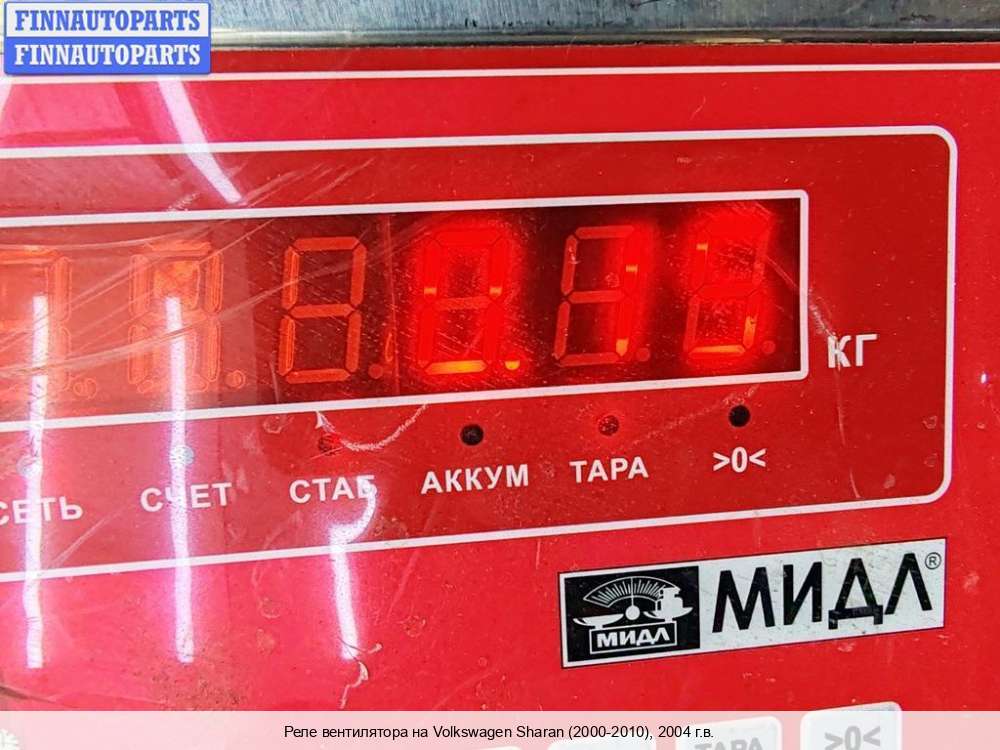 FINNAUTOPARTS
FINNAUTOPARTS
КГ
СЕТЬ СЧЕТ СТАБ АККУМ ТАРА >0<
МИДЛ МИДЛ®
ТАРА >0<
Реле вентилятора на Volkswagen Sharan (2000-2010), 2004 г.в.